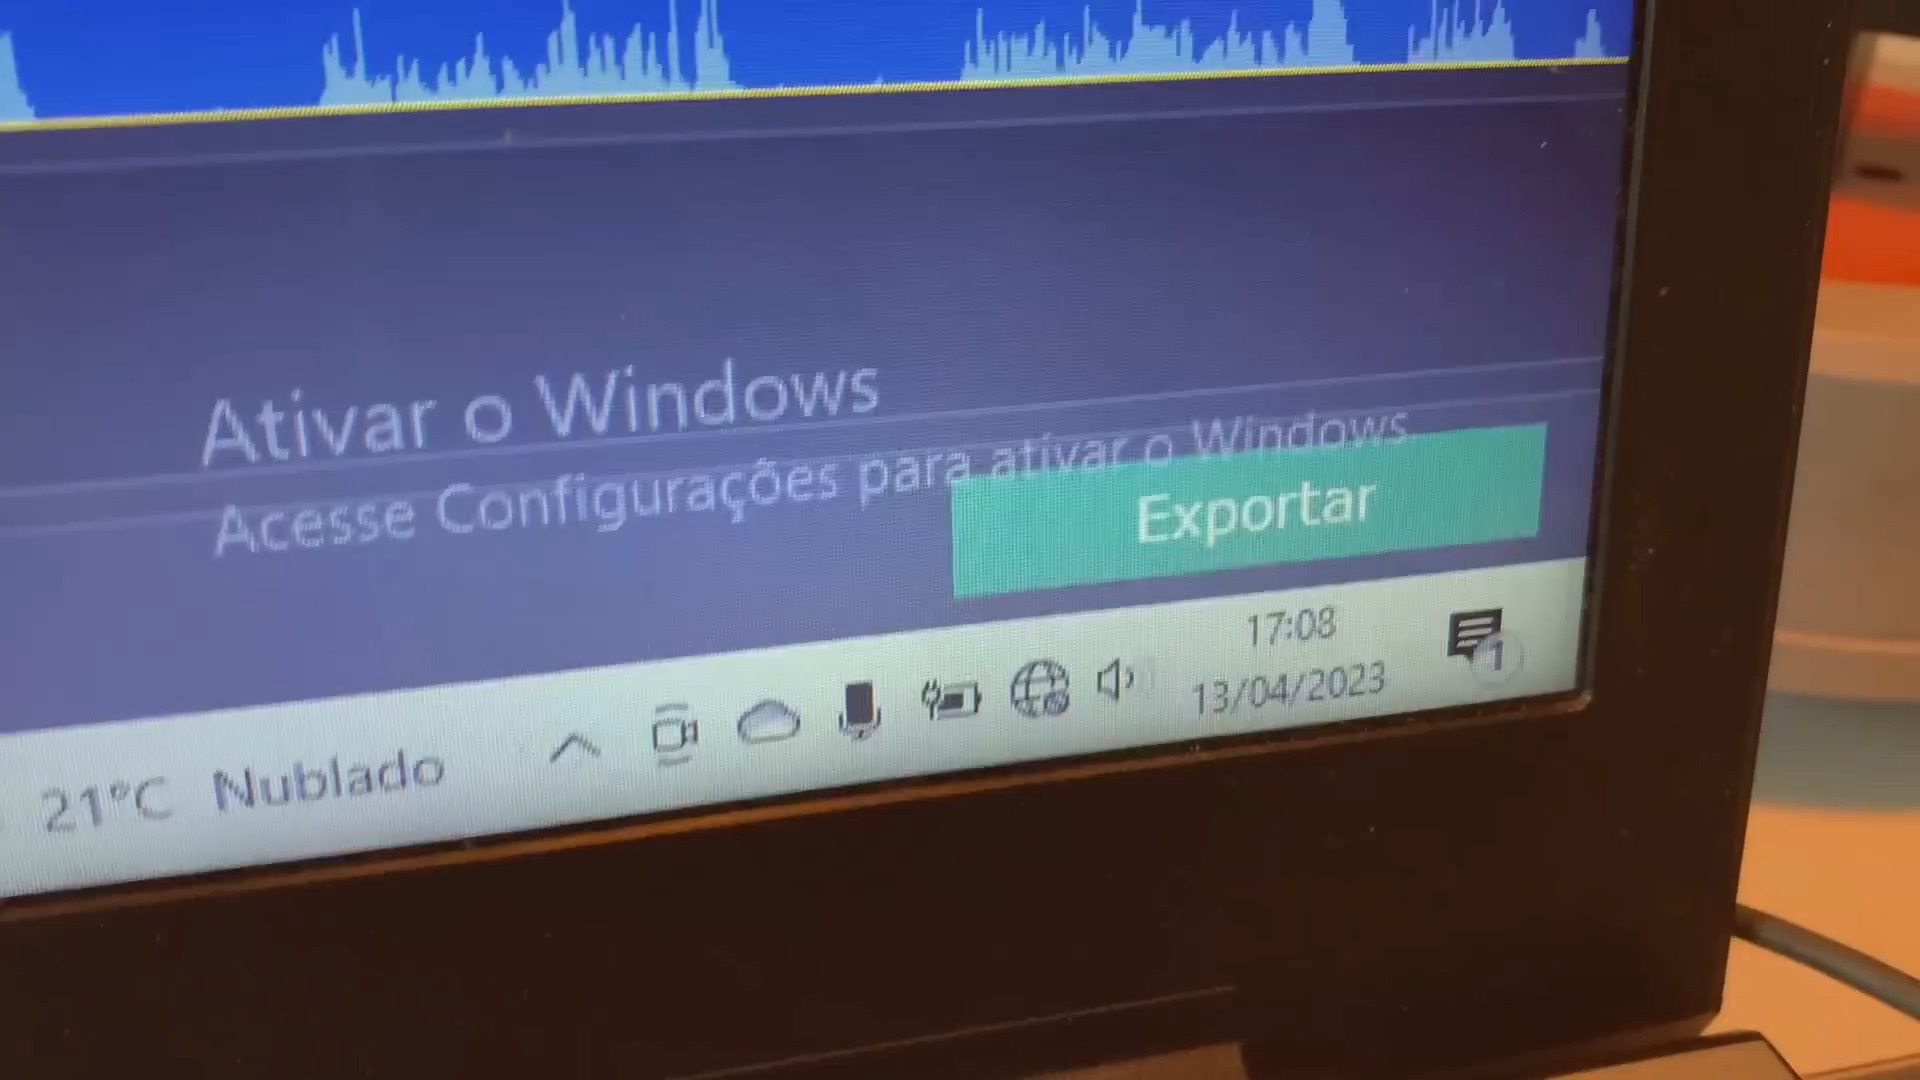 Ativar o Windows
Acesse Configurações para ativar o Windows.
Exportar
17:08
21°C Nublado
13/04/2023
1